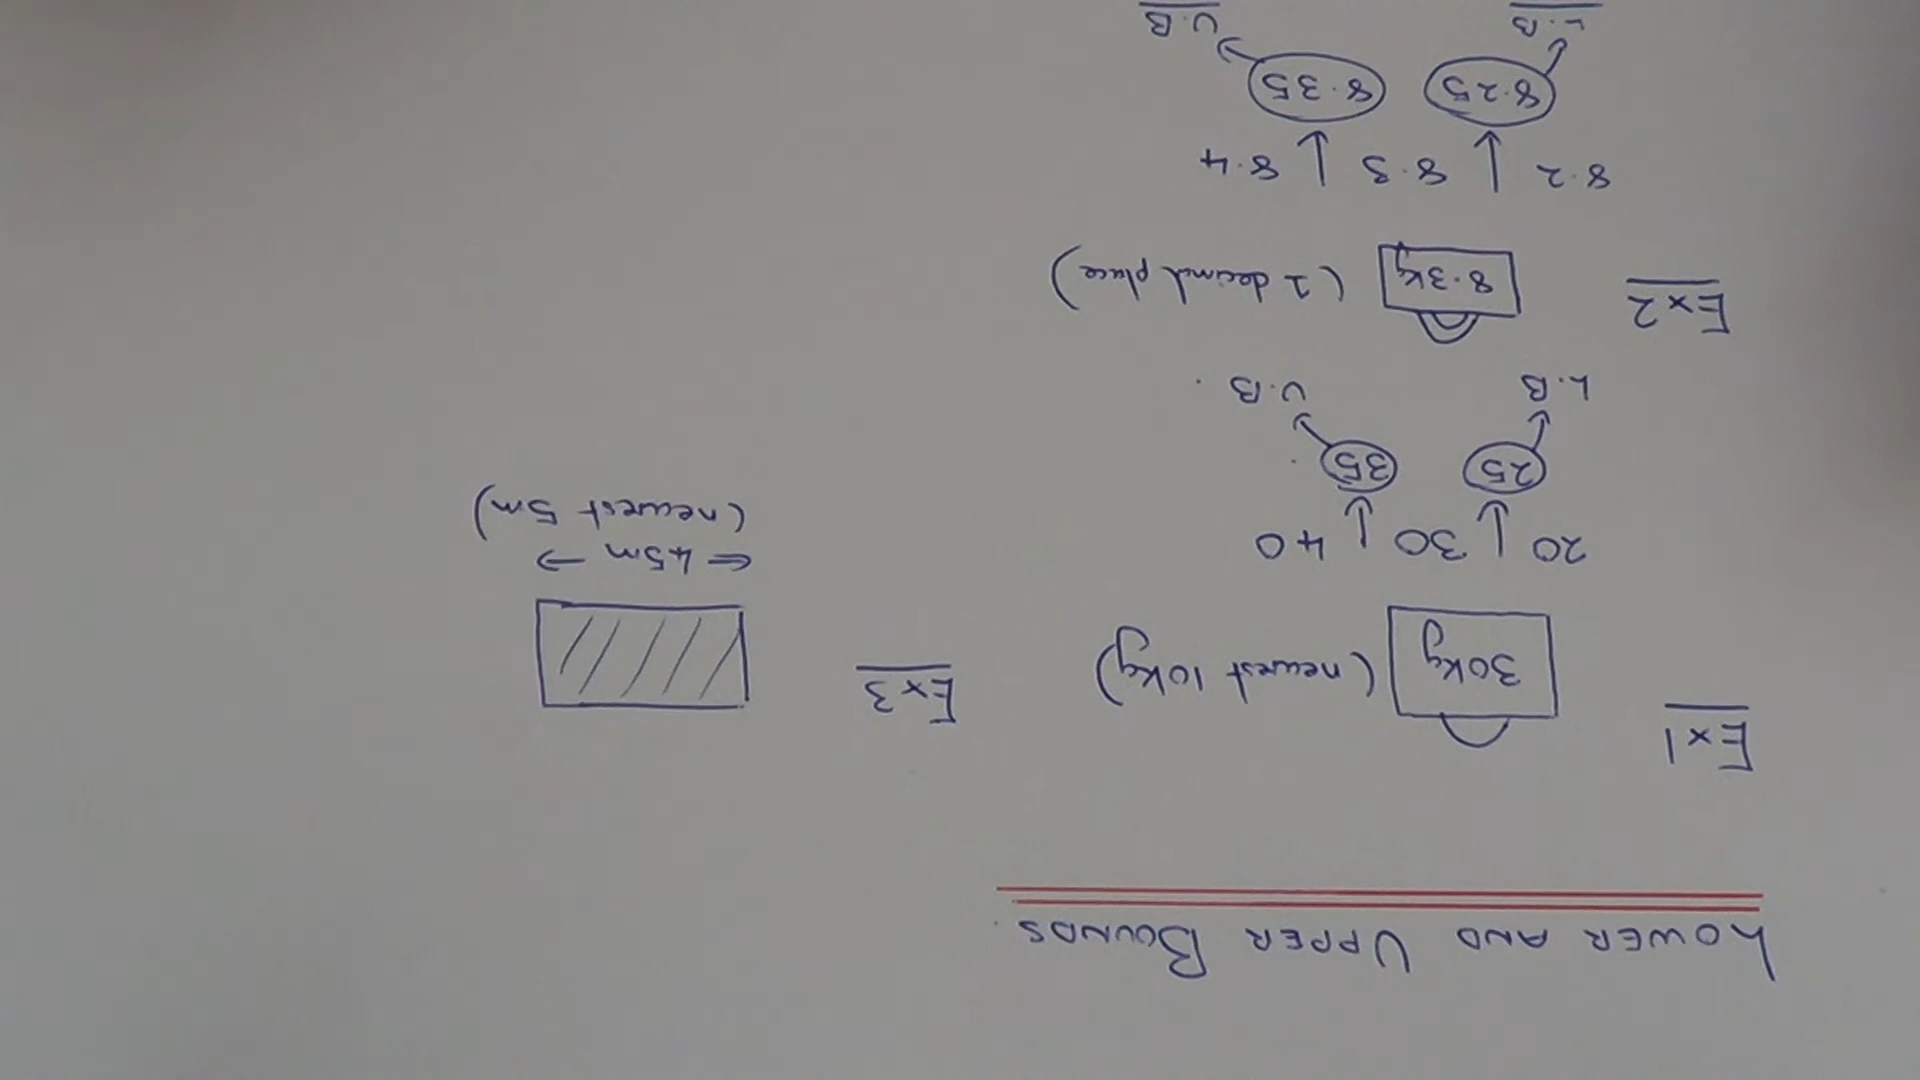 LOWER AND UPPER BOUNDS
Ex1
30kg
(nearest 10kg)
20 30 40
25 35
L.B U.B
Ex2
8.3kg
(1 decimal place)
8.2 8.3 8.4
8.25 8.35
L.B U.B
Ex3
45m
(nearest 5m)